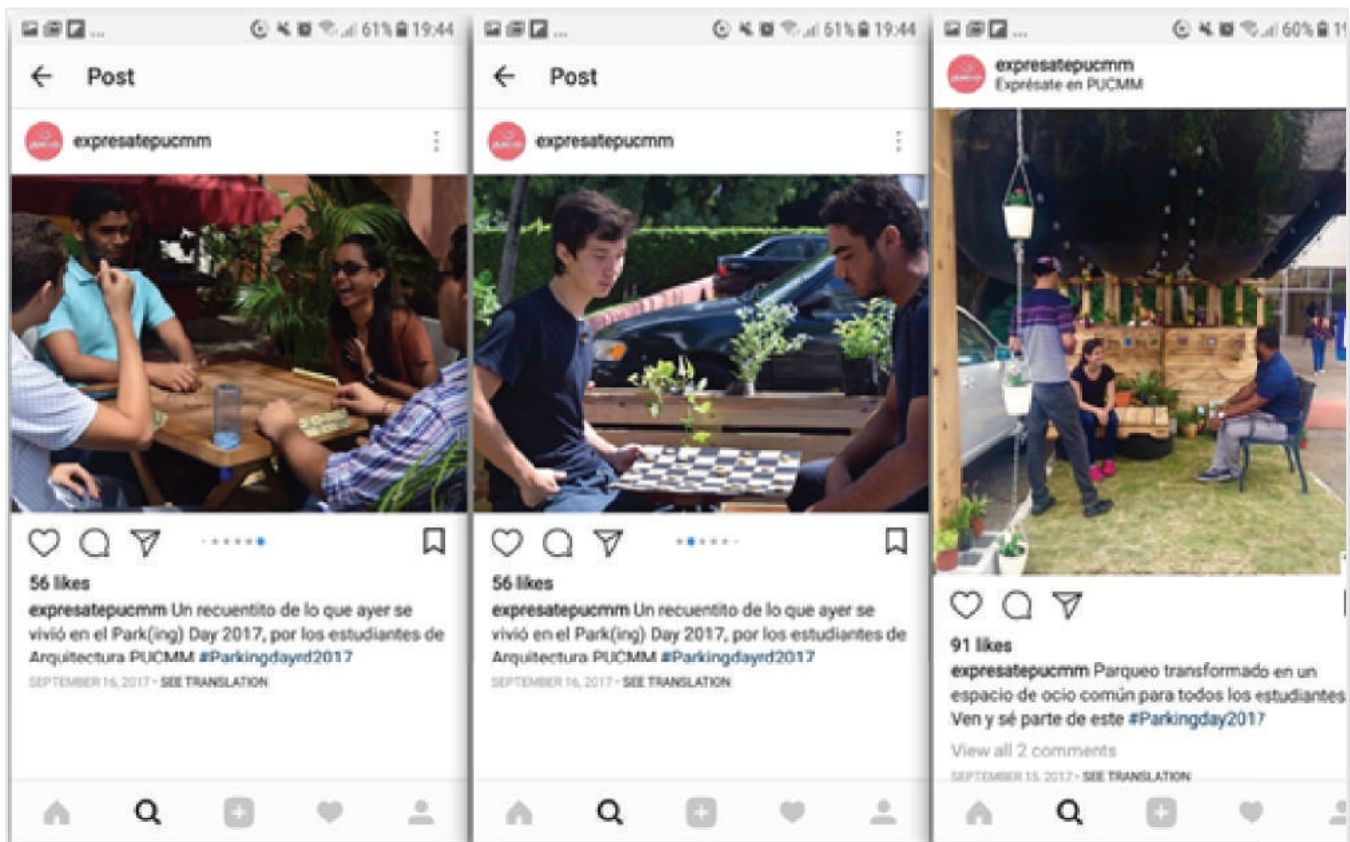 ... 61% 19:44
Post
expresatepucmm
56 likes
expresatepucmm Un recuentito de lo que ayer se
vivió en el Park(ing) Day 2017, por los estudiantes de
Arquitectura PUCMM #Parkingdayrd2017
SEPTEMBER 16, 2017 • SEE TRANSLATION
... 61% 19:44
Post
expresatepucmm
56 likes
expresatepucmm Un recuentito de lo que ayer se
vivió en el Park(ing) Day 2017, por los estudiantes de
Arquitectura PUCMM #Parkingdayrd2017
SEPTEMBER 16, 2017 • SEE TRANSLATION
... 60% 19
expresatepucmm
Exprésate en PUCMM
91 likes
expresatepucmm Parqueo transformado en un
espacio de ocio común para todos los estudiantes
Ven y sé parte de este #Parkingday2017
View all 2 comments
SEPTEMBER 15, 2017 • SEE TRANSLATION